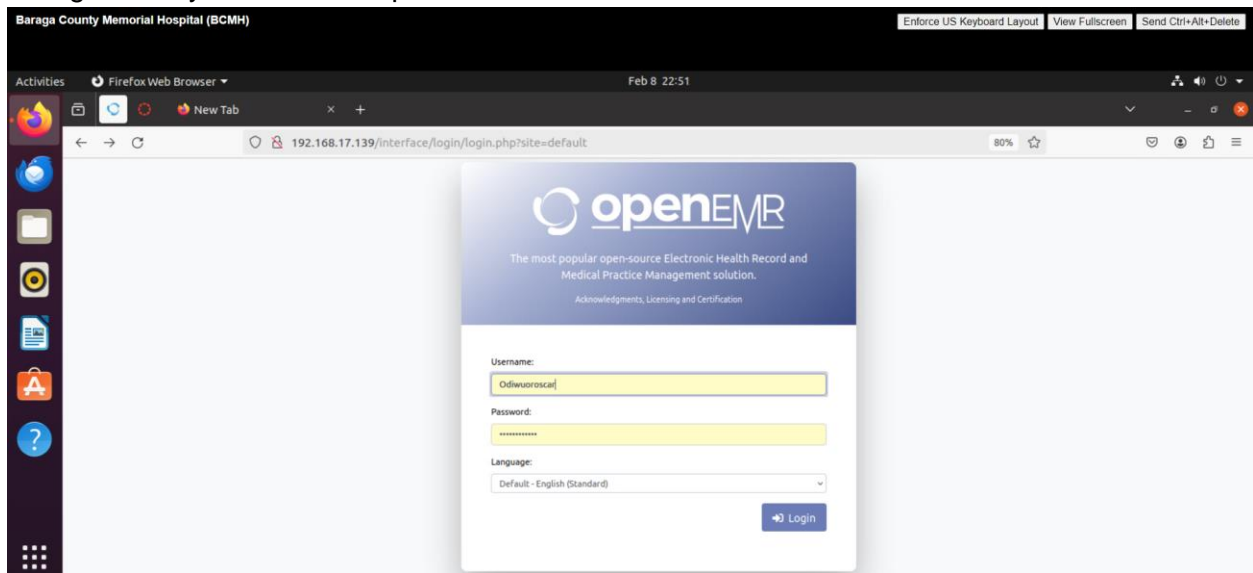 Baraga County Memorial Hospital (BCMH) Enforce US Keyboard Layout View Fullscreen Send Ctrl+Alt+Delete
Activities Firefox Web Browser Feb 8 22:51
New Tab
192.168.17.139/interface/login/login.php?site=default 80%
openEMR
The most popular open-source Electronic Health Record and
Medical Practice Management solution.
Acknowledgments, Licensing and Certification
Username:
Odiwuoroscar
Password:
••••••••••••
Language:
Default - English (Standard)
Login